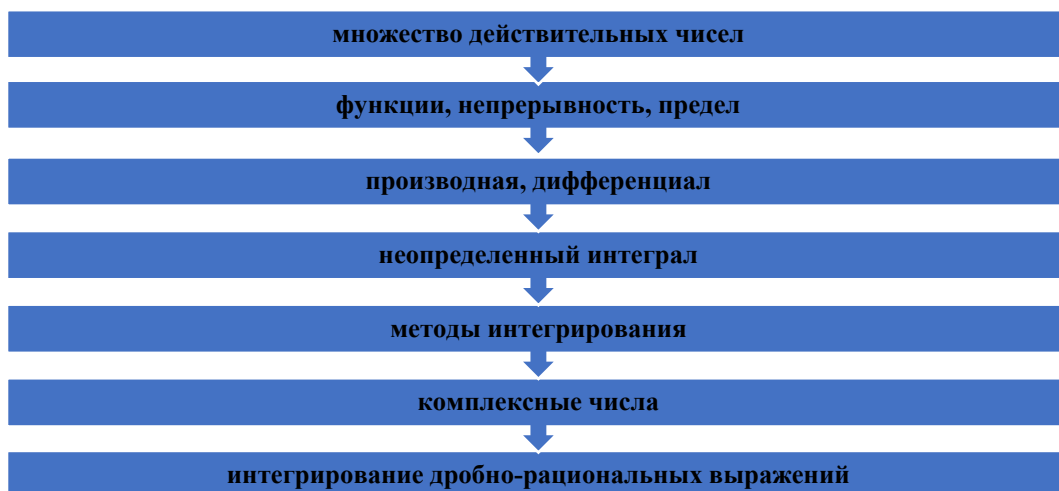 множество действительных чисел
функции, непрерывность, предел
производная, дифференциал
неопределенный интеграл
методы интегрирования
комплексные числа
интегрирование дробно-рациональных выражений